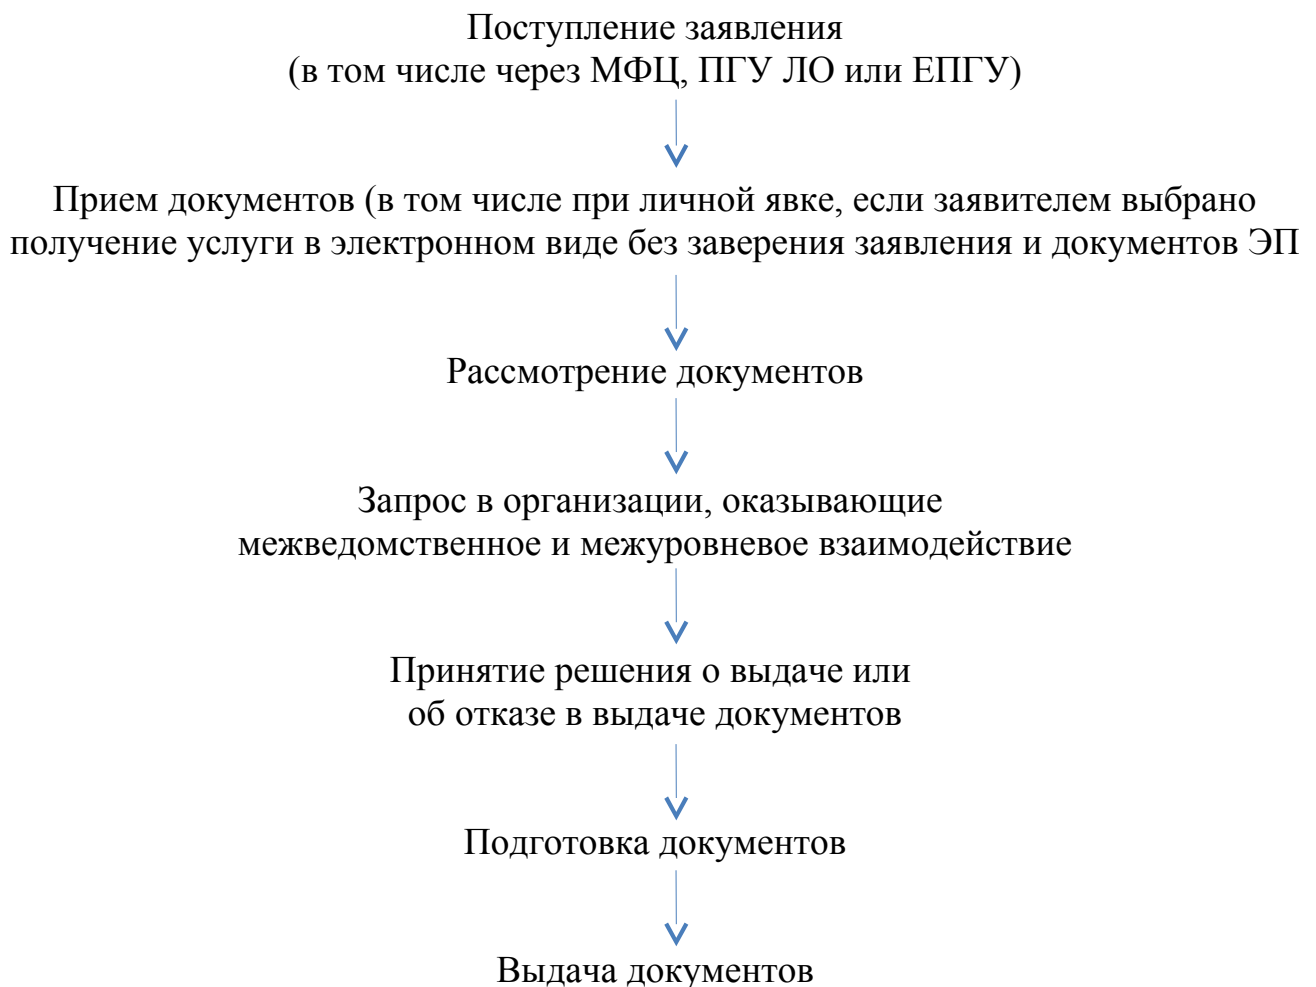 Поступление заявления
(в том числе через МФЦ, ПГУ ЛО или ЕПГУ)
Прием документов (в том числе при личной явке, если заявителем выбрано
получение услуги в электронном виде без заверения заявления и документов ЭП
Рассмотрение документов
Запрос в организации, оказывающие
межведомственное и межуровневое взаимодействие
Принятие решения о выдаче или
об отказе в выдаче документов
Подготовка документов
Выдача документов